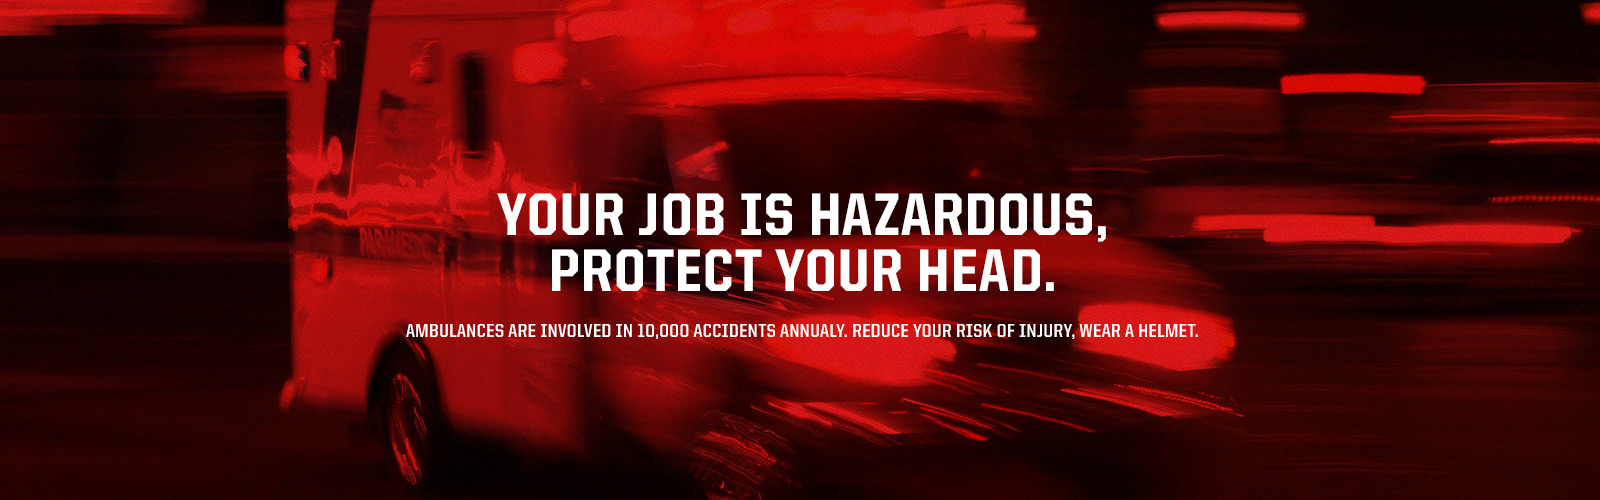 YOUR JOB IS HAZARDOUS,
PROTECT YOUR HEAD.
AMBULANCES ARE INVOLVED IN 10,000 ACCIDENTS ANNUALY. REDUCE YOUR RISK OF INJURY, WEAR A HELMET.
PARAMEDIC